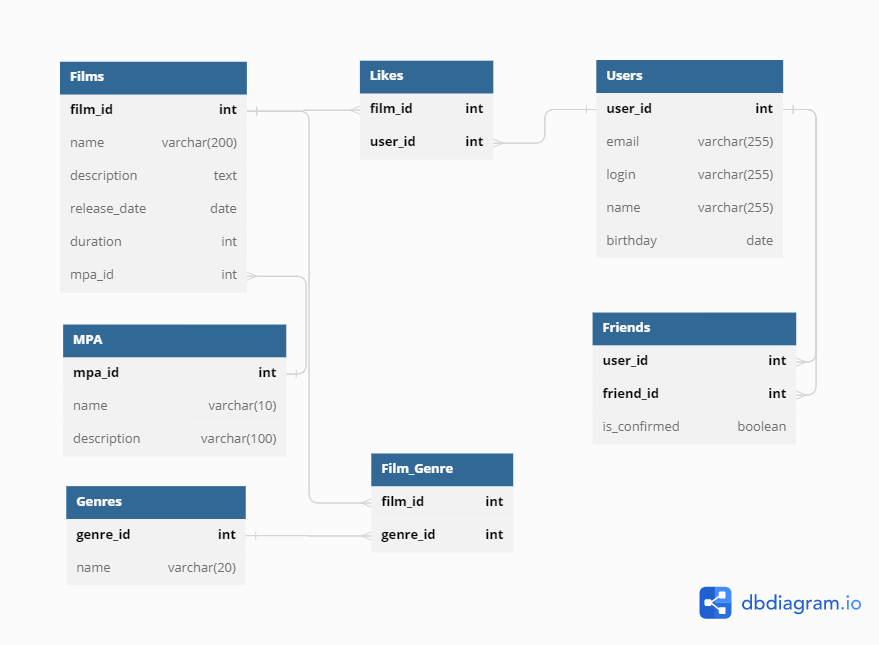 Films
film_id int
name varchar(200)
description text
release_date date
duration int
mpa_id int
Likes
film_id int
user_id int
Users
user_id int
email varchar(255)
login varchar(255)
name varchar(255)
birthday date
MPA
mpa_id int
name varchar(10)
description varchar(100)
Friends
user_id int
friend_id int
is_confirmed boolean
Genres
genre_id int
name varchar(20)
Film_Genre
film_id int
genre_id int
dbdiagram.io